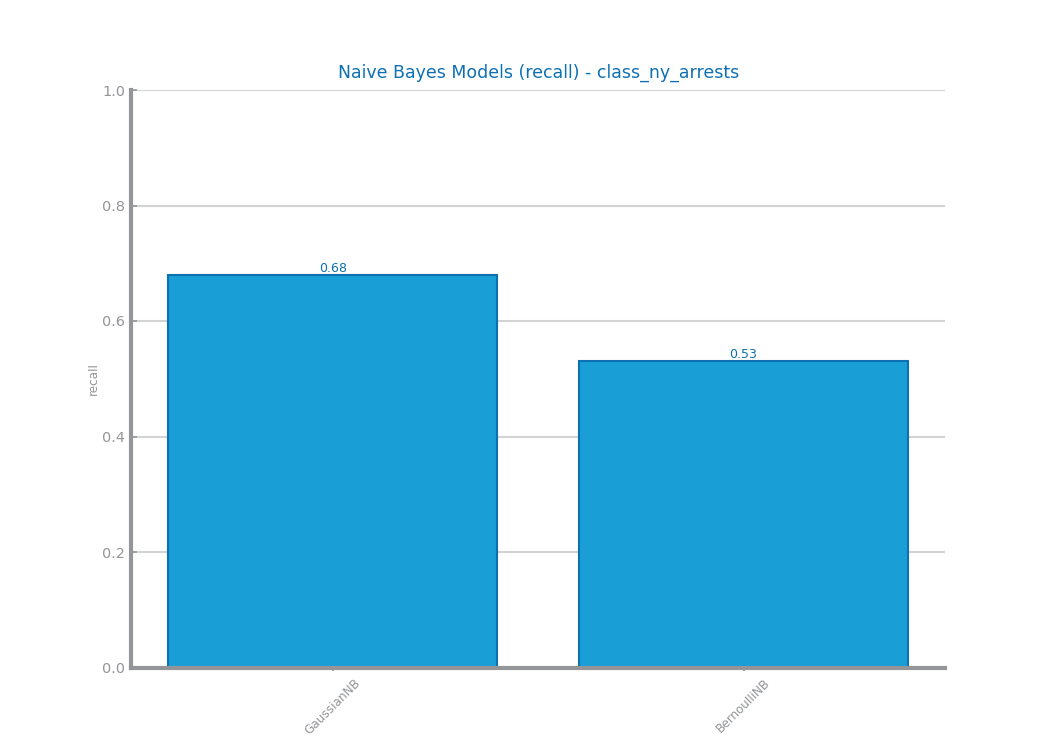 Naive Bayes Models (recall) - class_ny_arrests
1.0
0.8
0.6
0.4
0.2
0.0
recall
0.68
0.53
GaussianNB
BernoulliNB